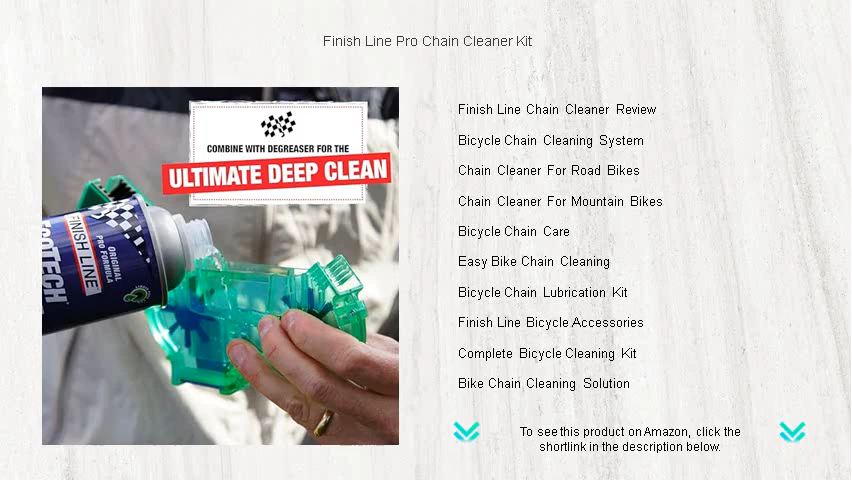 Finish Line Pro Chain Cleaner Kit
COMBINE WITH DEGREASER FOR THE
ULTIMATE DEEP CLEAN
FINISH LINE
ORIGINAL
PRO FORMULA
Finish Line Chain Cleaner Review
Bicycle Chain Cleaning System
Chain Cleaner For Road Bikes
Chain Cleaner For Mountain Bikes
Bicycle Chain Care
Easy Bike Chain Cleaning
Bicycle Chain Lubrication Kit
Finish Line Bicycle Accessories
Complete Bicycle Cleaning Kit
Bike Chain Cleaning Solution
To see this product on Amazon, click the
shortlink in the description below.